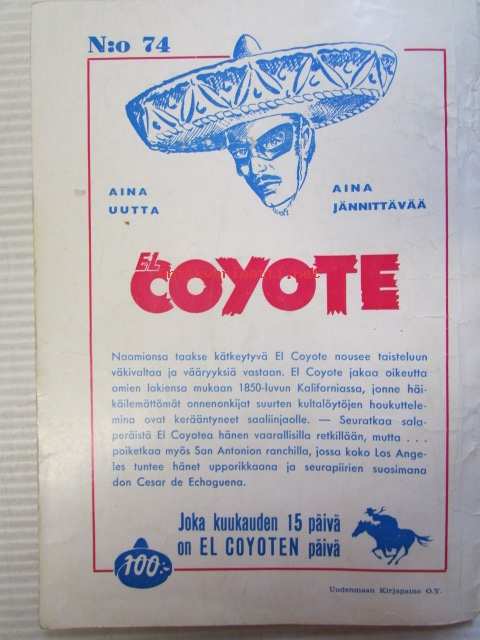 N:o 74
AINA
UUTTA
AINA
JÄNNITTÄVÄÄ
EL
COYOTE
Naamionsa taakse kätkeytyvä El Coyote nousee taisteluun
väkivaltaa ja vääryyksiä vastaan. El Coyote jakaa oikeutta
omien lakiensa mukaan 1850-luvun Kaliforniassa, jonne häi-
käilemättömät onnenonkijat suurten kultalöytöjen houkuttele-
mina ovat kerääntyneet saaliinjaolle. — Seuratkaa sala-
peräistä El Coyotea hänen vaarallisilla retkillään, mutta . . .
poiketkaa myös San Antonion ranchilla, jossa koko Los Ange-
les tuntee hänet upporikkaana ja seurapiirien suosimana
don Cesar de Echaguena.
Joka kuukauden 15 päivä
on EL COYOTEN päivä
100:-
Uudenmaan Kirjapaino O.Y.